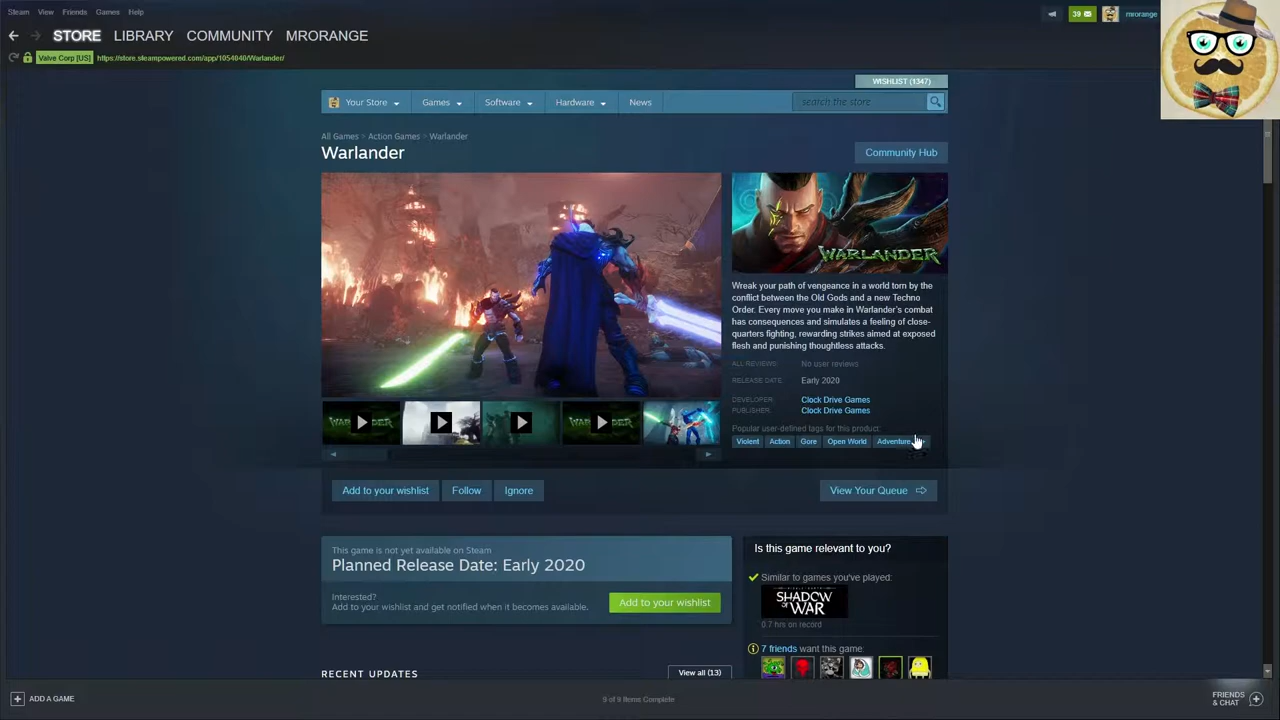 Steam View Friends Games Help
39 mrorange
STORE LIBRARY COMMUNITY MRORANGE
Valve Corp [US] https://store.steampowered.com/app/1054040/Warlander/
WISHLIST (1347)
Your Store Games Software Hardware News search the store
All Games > Action Games > Warlander
Warlander
Community Hub
WARLANDER
Wreak your path of vengeance in a world torn by the
conflict between the Old Gods and a new Techno
Order. Every move you make in Warlander's combat
has consequences and simulates a feeling of close-
quarters fighting, rewarding strikes aimed at exposed
flesh and punishing thoughtless attacks.
ALL REVIEWS: No user reviews
RELEASE DATE: Early 2020
DEVELOPER: Clock Drive Games
PUBLISHER: Clock Drive Games
Popular user-defined tags for this product:
Violent Action Gore Open World Adventure
Add to your wishlist Follow Ignore View Your Queue
This game is not yet available on Steam
Planned Release Date: Early 2020
Interested?
Add to your wishlist and get notified when it becomes available.
Add to your wishlist
Is this game relevant to you?
Similar to games you've played:
SHADOW OF WAR
0.7 hrs on record
7 friends want this game:
RECENT UPDATES View all (13)
ADD A GAME
9 of 9 Items Complete
FRIENDS
& CHAT